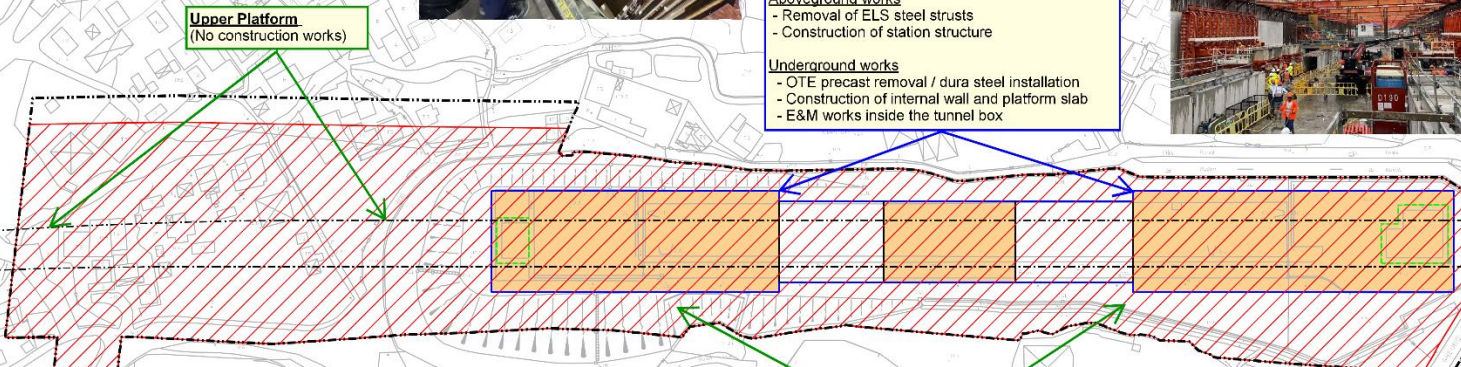 Upper Platform
(No construction works)
Aboveground works
- Removal of ELS steel strusts
- Construction of station structure
Underground works
- OTE precast removal / dura steel installation
- Construction of internal wall and platform slab
- E&M works inside the tunnel box
D190